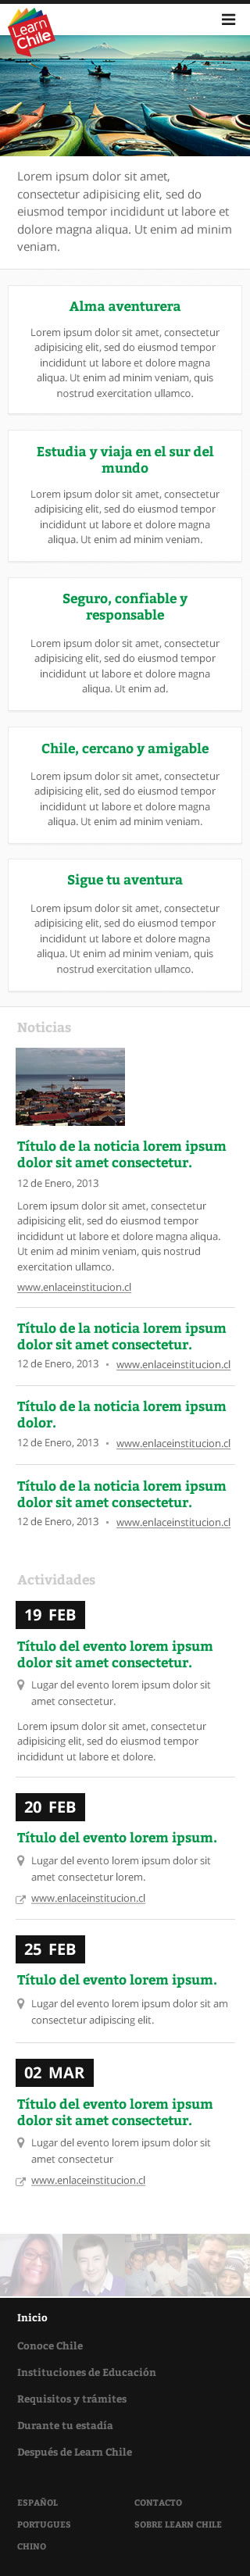 Learn
Chile
Lorem ipsum dolor sit amet,
consectetur adipisicing elit, sed do
eiusmod tempor incididunt ut labore et
dolore magna aliqua. Ut enim ad minim
veniam.
Alma aventurera
Lorem ipsum dolor sit amet, consectetur
adipisicing elit, sed do eiusmod tempor
incididunt ut labore et dolore magna
aliqua. Ut enim ad minim veniam, quis
nostrud exercitation ullamco.
Estudia y viaja en el sur del
mundo
Lorem ipsum dolor sit amet, consectetur
adipisicing elit, sed do eiusmod tempor
incididunt ut labore et dolore magna
aliqua. Ut enim ad minim veniam.
Seguro, confiable y
responsable
Lorem ipsum dolor sit amet, consectetur
adipisicing elit, sed do eiusmod tempor
incididunt ut labore et dolore magna
aliqua. Ut enim ad.
Chile, cercano y amigable
Lorem ipsum dolor sit amet, consectetur
adipisicing elit, sed do eiusmod tempor
incididunt ut labore et dolore magna
aliqua. Ut enim ad minim veniam.
Sigue tu aventura
Lorem ipsum dolor sit amet, consectetur
adipisicing elit, sed do eiusmod tempor
incididunt ut labore et dolore magna
aliqua. Ut enim ad minim veniam, quis
nostrud exercitation ullamco.
Noticias
Título de la noticia lorem ipsum
dolor sit amet consectetur.
12 de Enero, 2013
Lorem ipsum dolor sit amet, consectetur
adipisicing elit, sed do eiusmod tempor
incididunt ut labore et dolore magna aliqua.
Ut enim ad minim veniam, quis nostrud
exercitation ullamco.
www.enlaceinstitucion.cl
Título de la noticia lorem ipsum
dolor sit amet consectetur.
12 de Enero, 2013 • www.enlaceinstitucion.cl
Título de la noticia lorem ipsum
dolor.
12 de Enero, 2013 • www.enlaceinstitucion.cl
Título de la noticia lorem ipsum
dolor sit amet consectetur.
12 de Enero, 2013 • www.enlaceinstitucion.cl
Actividades
19 FEB
Título del evento lorem ipsum
dolor sit amet consectetur.
Lugar del evento lorem ipsum dolor sit
amet consectetur.
Lorem ipsum dolor sit amet, consectetur
adipisicing elit, sed do eiusmod tempor
incididunt ut labore et dolore.
20 FEB
Título del evento lorem ipsum.
Lugar del evento lorem ipsum dolor sit
amet consectetur lorem.
www.enlaceinstitucion.cl
25 FEB
Título del evento lorem ipsum.
Lugar del evento lorem ipsum dolor sit am
consectetur adipiscing elit.
02 MAR
Título del evento lorem ipsum
dolor sit amet consectetur.
Lugar del evento lorem ipsum dolor sit
amet consectetur
www.enlaceinstitucion.cl
Inicio
Conoce Chile
Instituciones de Educación
Requisitos y trámites
Durante tu estadía
Después de Learn Chile
ESPAÑOL CONTACTO
PORTUGUES SOBRE LEARN CHILE
CHINO